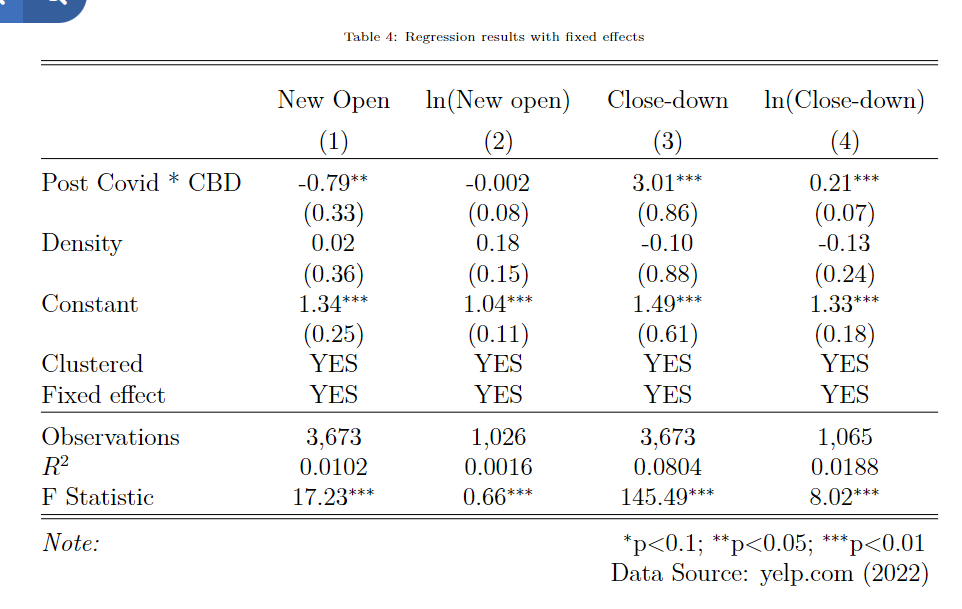 Table 4: Regression results with fixed effects
New Open ln(New open) Close-down ln(Close-down)
(1) (2) (3) (4)
Post Covid * CBD -0.79** -0.002 3.01*** 0.21***
(0.33) (0.08) (0.86) (0.07)
Density 0.02 0.18 -0.10 -0.13
(0.36) (0.15) (0.88) (0.24)
Constant 1.34*** 1.04*** 1.49*** 1.33***
(0.25) (0.11) (0.61) (0.18)
Clustered YES YES YES YES
Fixed effect YES YES YES YES
Observations 3,673 1,026 3,673 1,065
R² 0.0102 0.0016 0.0804 0.0188
F Statistic 17.23*** 0.66*** 145.49*** 8.02***
Note: *p<0.1; **p<0.05; ***p<0.01
Data Source: yelp.com (2022)